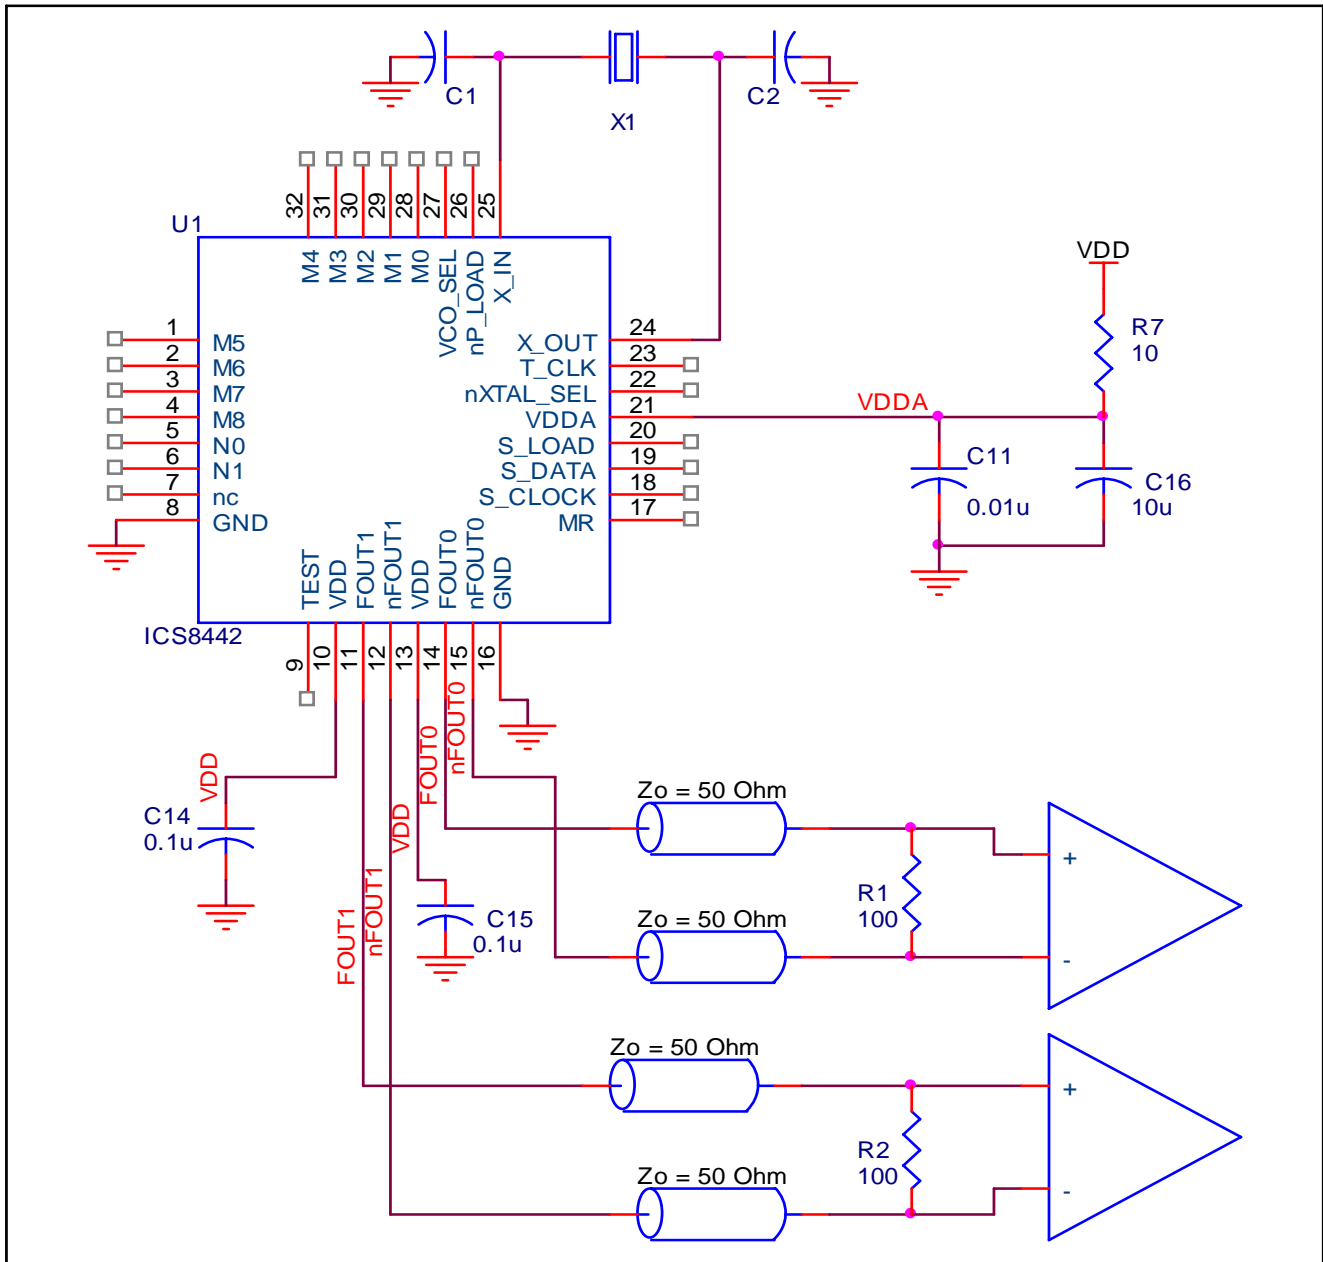 C1
X1
C2
32
31
30
29
28
27
26
25
U1
M4
M3
M2
M1
M0
VCO_SEL
nP_LOAD
X_IN
VDD
R7
10
1
2
3
4
5
6
7
8
M5
M6
M7
M8
N0
N1
nc
GND
X_OUT
T_CLK
nXTAL_SEL
VDDA
S_LOAD
S_DATA
S_CLOCK
MR
24
23
22
21
20
19
18
17
VDDA
C11
0.01u
C16
10u
TEST
VDD
FOUT1
nFOUT1
VDD
FOUT0
nFOUT0
GND
ICS8442
9
10
11
12
13
14
15
16
VDD
FOUT0
nFOUT0
C14
0.1u
VDD
FOUT1
nFOUT1
C15
0.1u
Zo = 50 Ohm
R1
100
+
-
Zo = 50 Ohm
Zo = 50 Ohm
R2
100
+
-
Zo = 50 Ohm